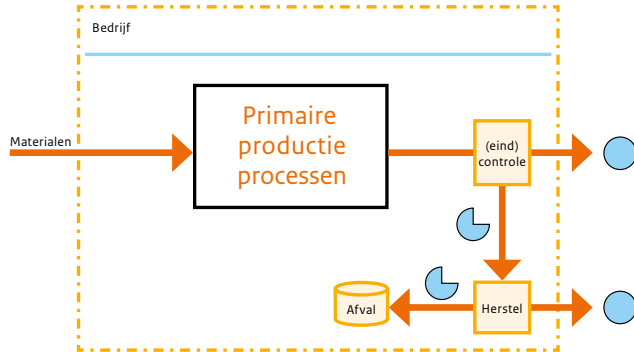 Bedrijf
Materialen
Primaire
productie
processen
(eind)
controle
Afval
Herstel